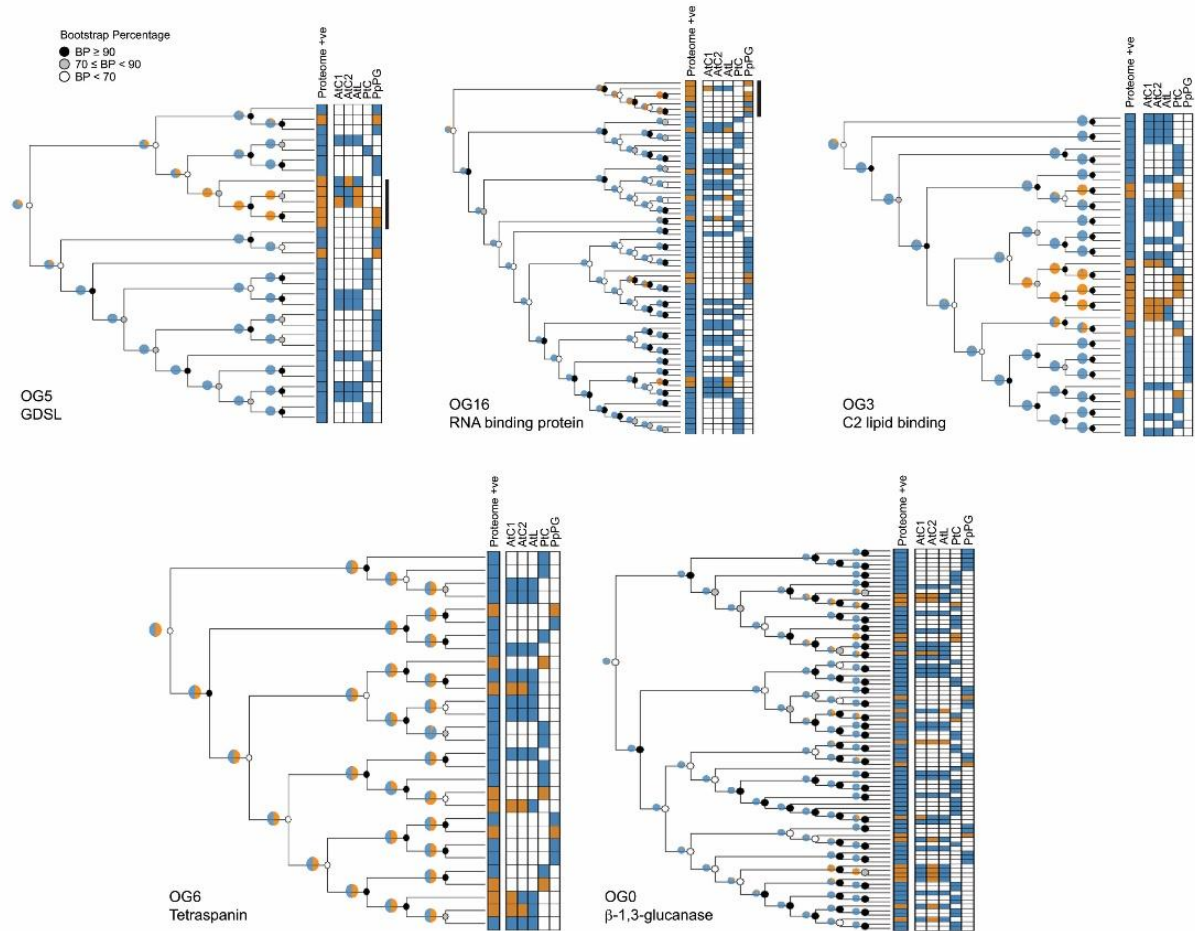 Bootstrap Percentage
BP ≥ 90
70 ≤ BP < 90
BP < 70
Proteome +ve
AtC1
AtC2
AtL
PtC
PpPG
OG5
GDSL
Proteome +ve
AtC1
AtC2
AtL
PtC
PpPG
OG16
RNA binding protein
Proteome +ve
AtC1
AtC2
AtL
PtC
PpPG
OG3
C2 lipid binding
Proteome +ve
AtC1
AtC2
AtL
PtC
PpPG
OG6
Tetraspanin
Proteome +ve
AtC1
AtC2
AtL
PtC
PpPG
OG0
β-1,3-glucanase